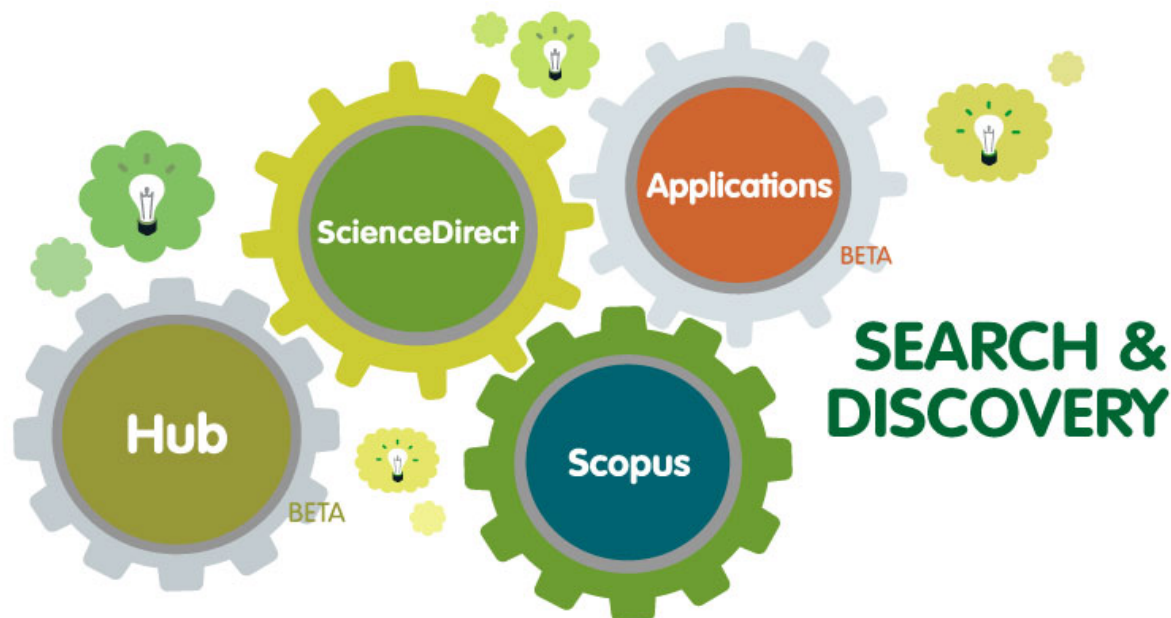 Applications
ScienceDirect
BETA
SEARCH &
DISCOVERY
Hub
Scopus
BETA